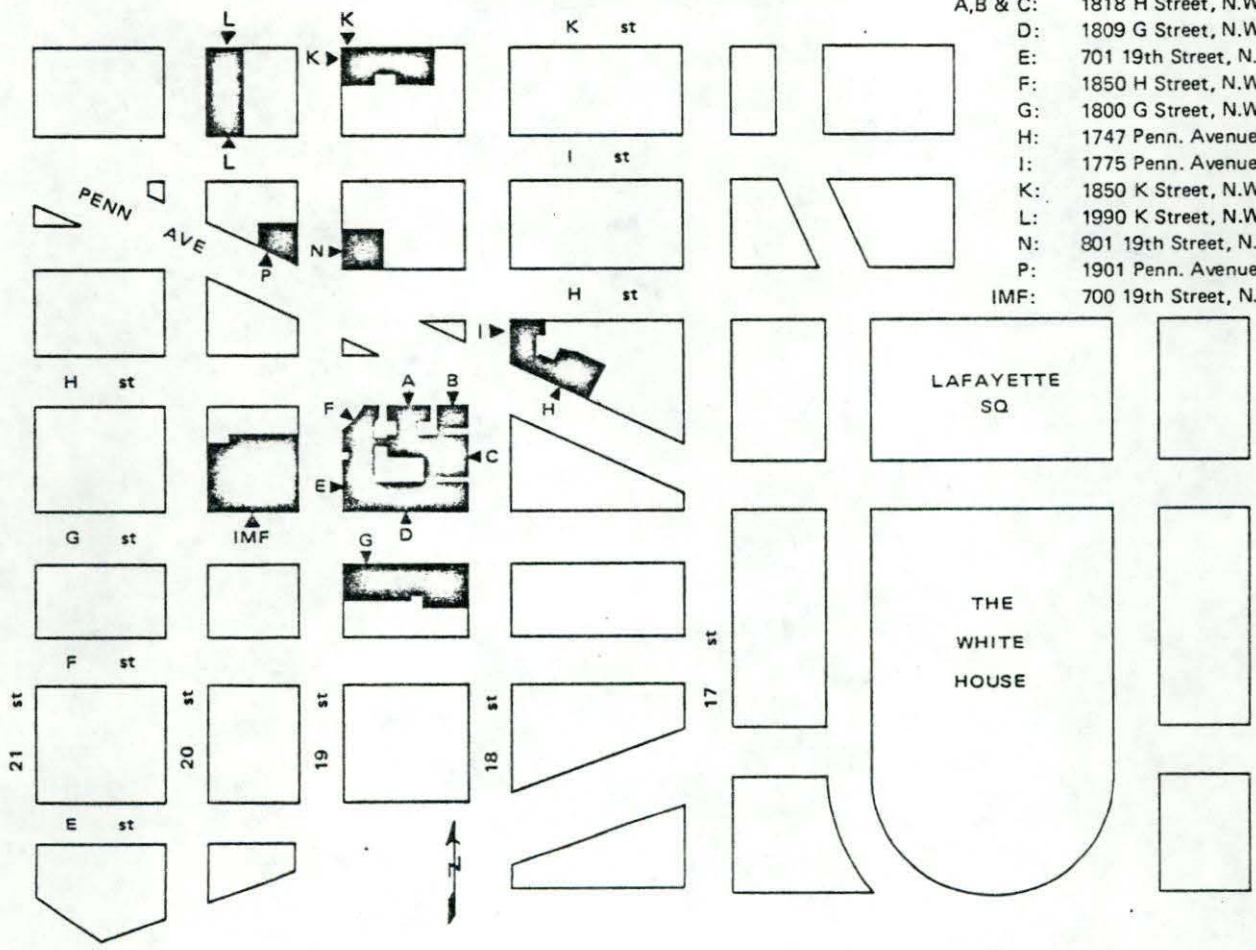 A,B & C: 1818 H Street, N.W
D: 1809 G Street, N.W
E: 701 19th Street, N.
F: 1850 H Street, N.W
G: 1800 G Street, N.W
H: 1747 Penn. Avenue
I: 1775 Penn. Avenue
K: 1850 K Street, N.W
L: 1990 K Street, N.W
N: 801 19th Street, N.
P: 1901 Penn. Avenue
IMF: 700 19th Street, N.
L
K
K st
K
L
I st
PENN AVE
P
N
H st
I
H
LAFAYETTE
SQ
H st
F
A
B
C
E
D
IMF
G st
G
THE
WHITE
HOUSE
F st
21 st
20 st
19 st
18 st
17 st
E st
N